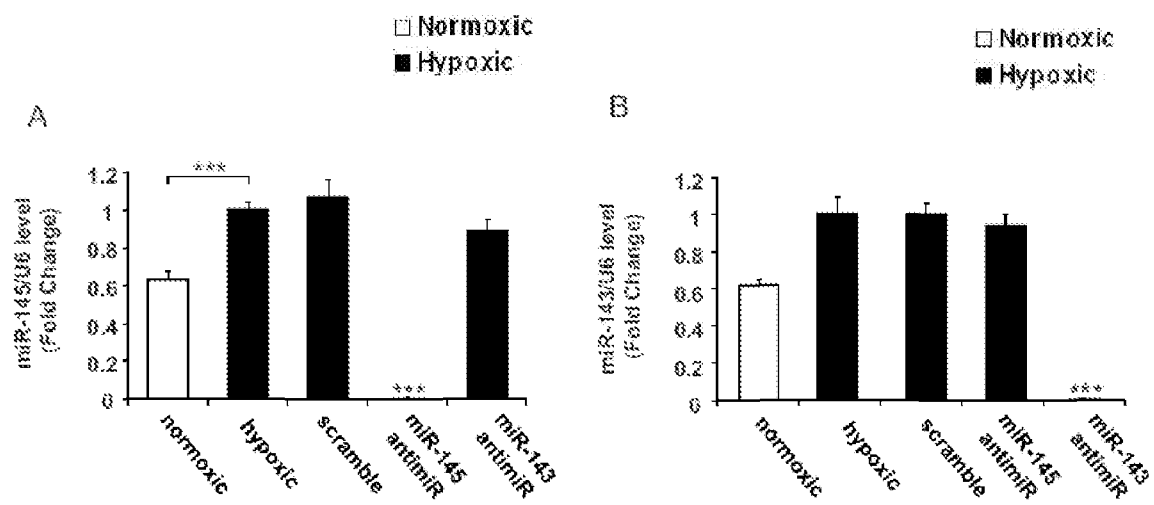 Normoxic
Hypoxic
A
***
miR-145/U6 level
(Fold Change)
1.2
1
0.8
0.6
0.4
0.2
0
***
normoxic
hypoxic
scramble
miR-145
antimiR
miR-143
antimiR
Normoxic
Hypoxic
B
miR-143/U6 level
(Fold Change)
1.2
1
0.8
0.6
0.4
0.2
0
***
normoxic
hypoxic
scramble
miR-145
antimiR
miR-143
antimiR